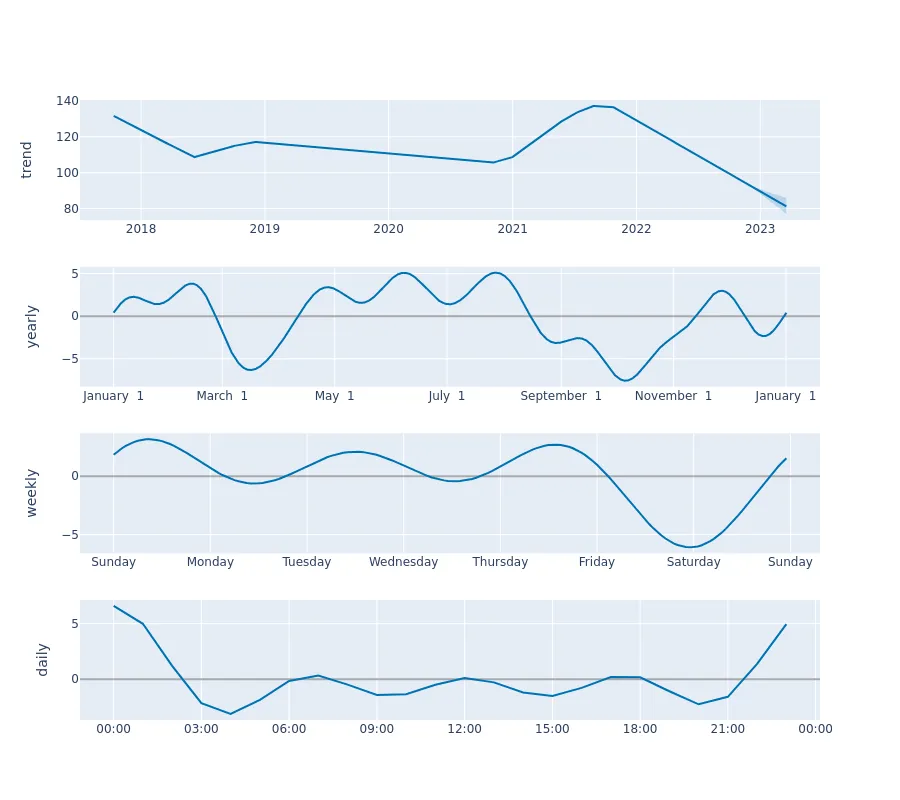 trend
140
120
100
80
2018 2019 2020 2021 2022 2023
yearly
5
0
−5
January 1 March 1 May 1 July 1 September 1 November 1 January 1
weekly
0
−5
Sunday Monday Tuesday Wednesday Thursday Friday Saturday Sunday
daily
5
0
00:00 03:00 06:00 09:00 12:00 15:00 18:00 21:00 00:00